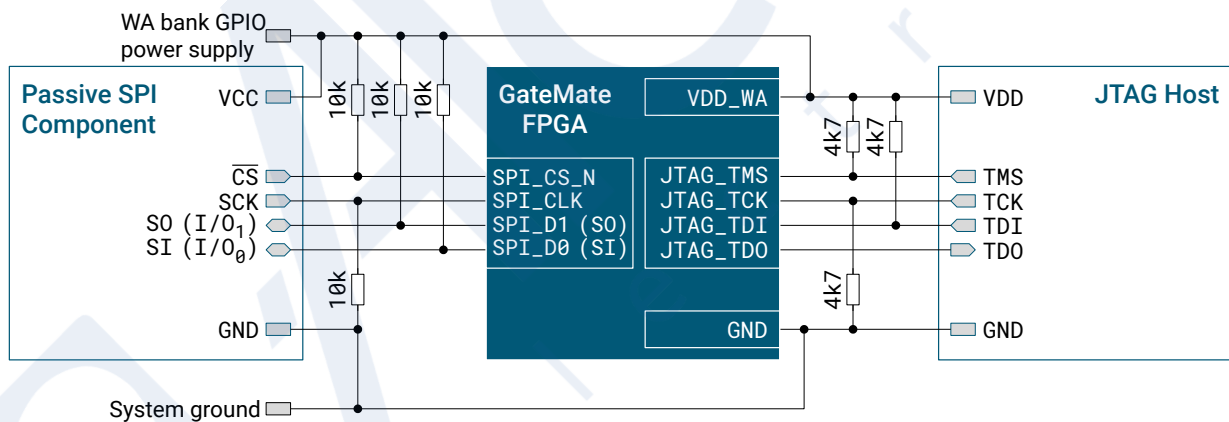 WA bank GPIO
power supply
Passive SPI
Component
VCC
10k
10k
10k
GateMate
FPGA
VDD_WA
4k7
4k7
VDD
JTAG Host
CS
SCK
SO (I/O₁)
SI (I/O₀)
SPI_CS_N
SPI_CLK
SPI_D1 (SO)
SPI_D0 (SI)
JTAG_TMS
JTAG_TCK
JTAG_TDI
JTAG_TDO
TMS
TCK
TDI
TDO
10k
4k7
GND
GND
GND
System ground